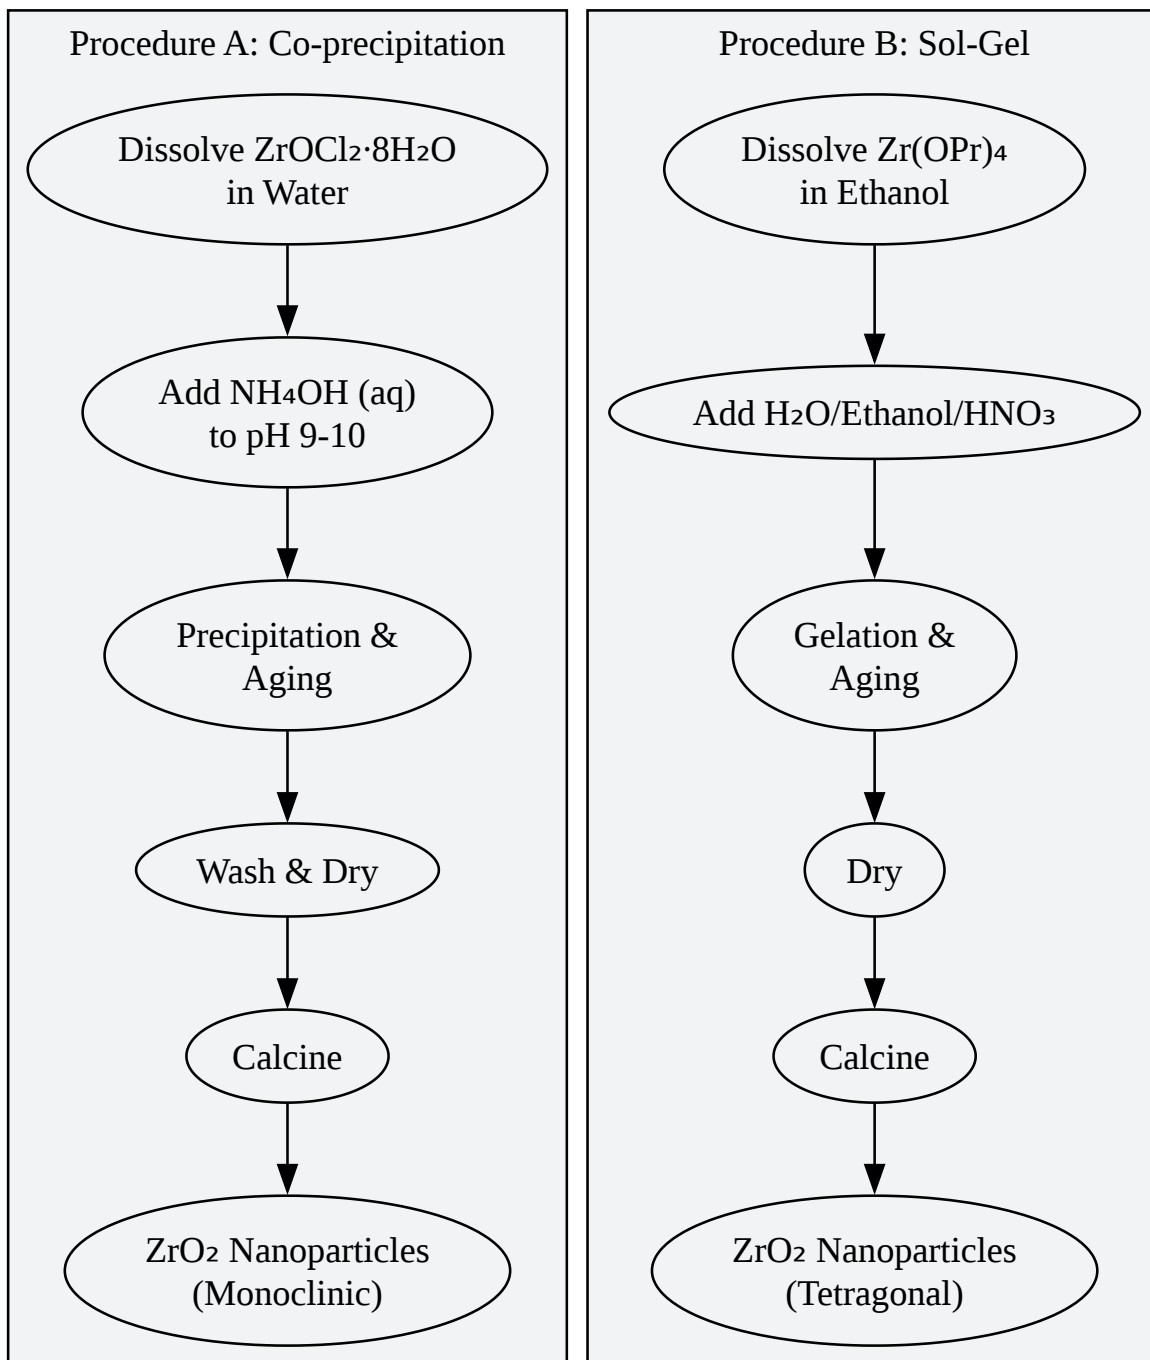 Procedure A: Co-precipitation
Dissolve ZrOCl₂·8H₂O
in Water
Add NH₄OH (aq)
to pH 9-10
Precipitation &
Aging
Wash & Dry
Calcine
ZrO₂ Nanoparticles
(Monoclinic)
Procedure B: Sol-Gel
Dissolve Zr(OPr)₄
in Ethanol
Add H₂O/Ethanol/HNO₃
Gelation &
Aging
Dry
Calcine
ZrO₂ Nanoparticles
(Tetragonal)